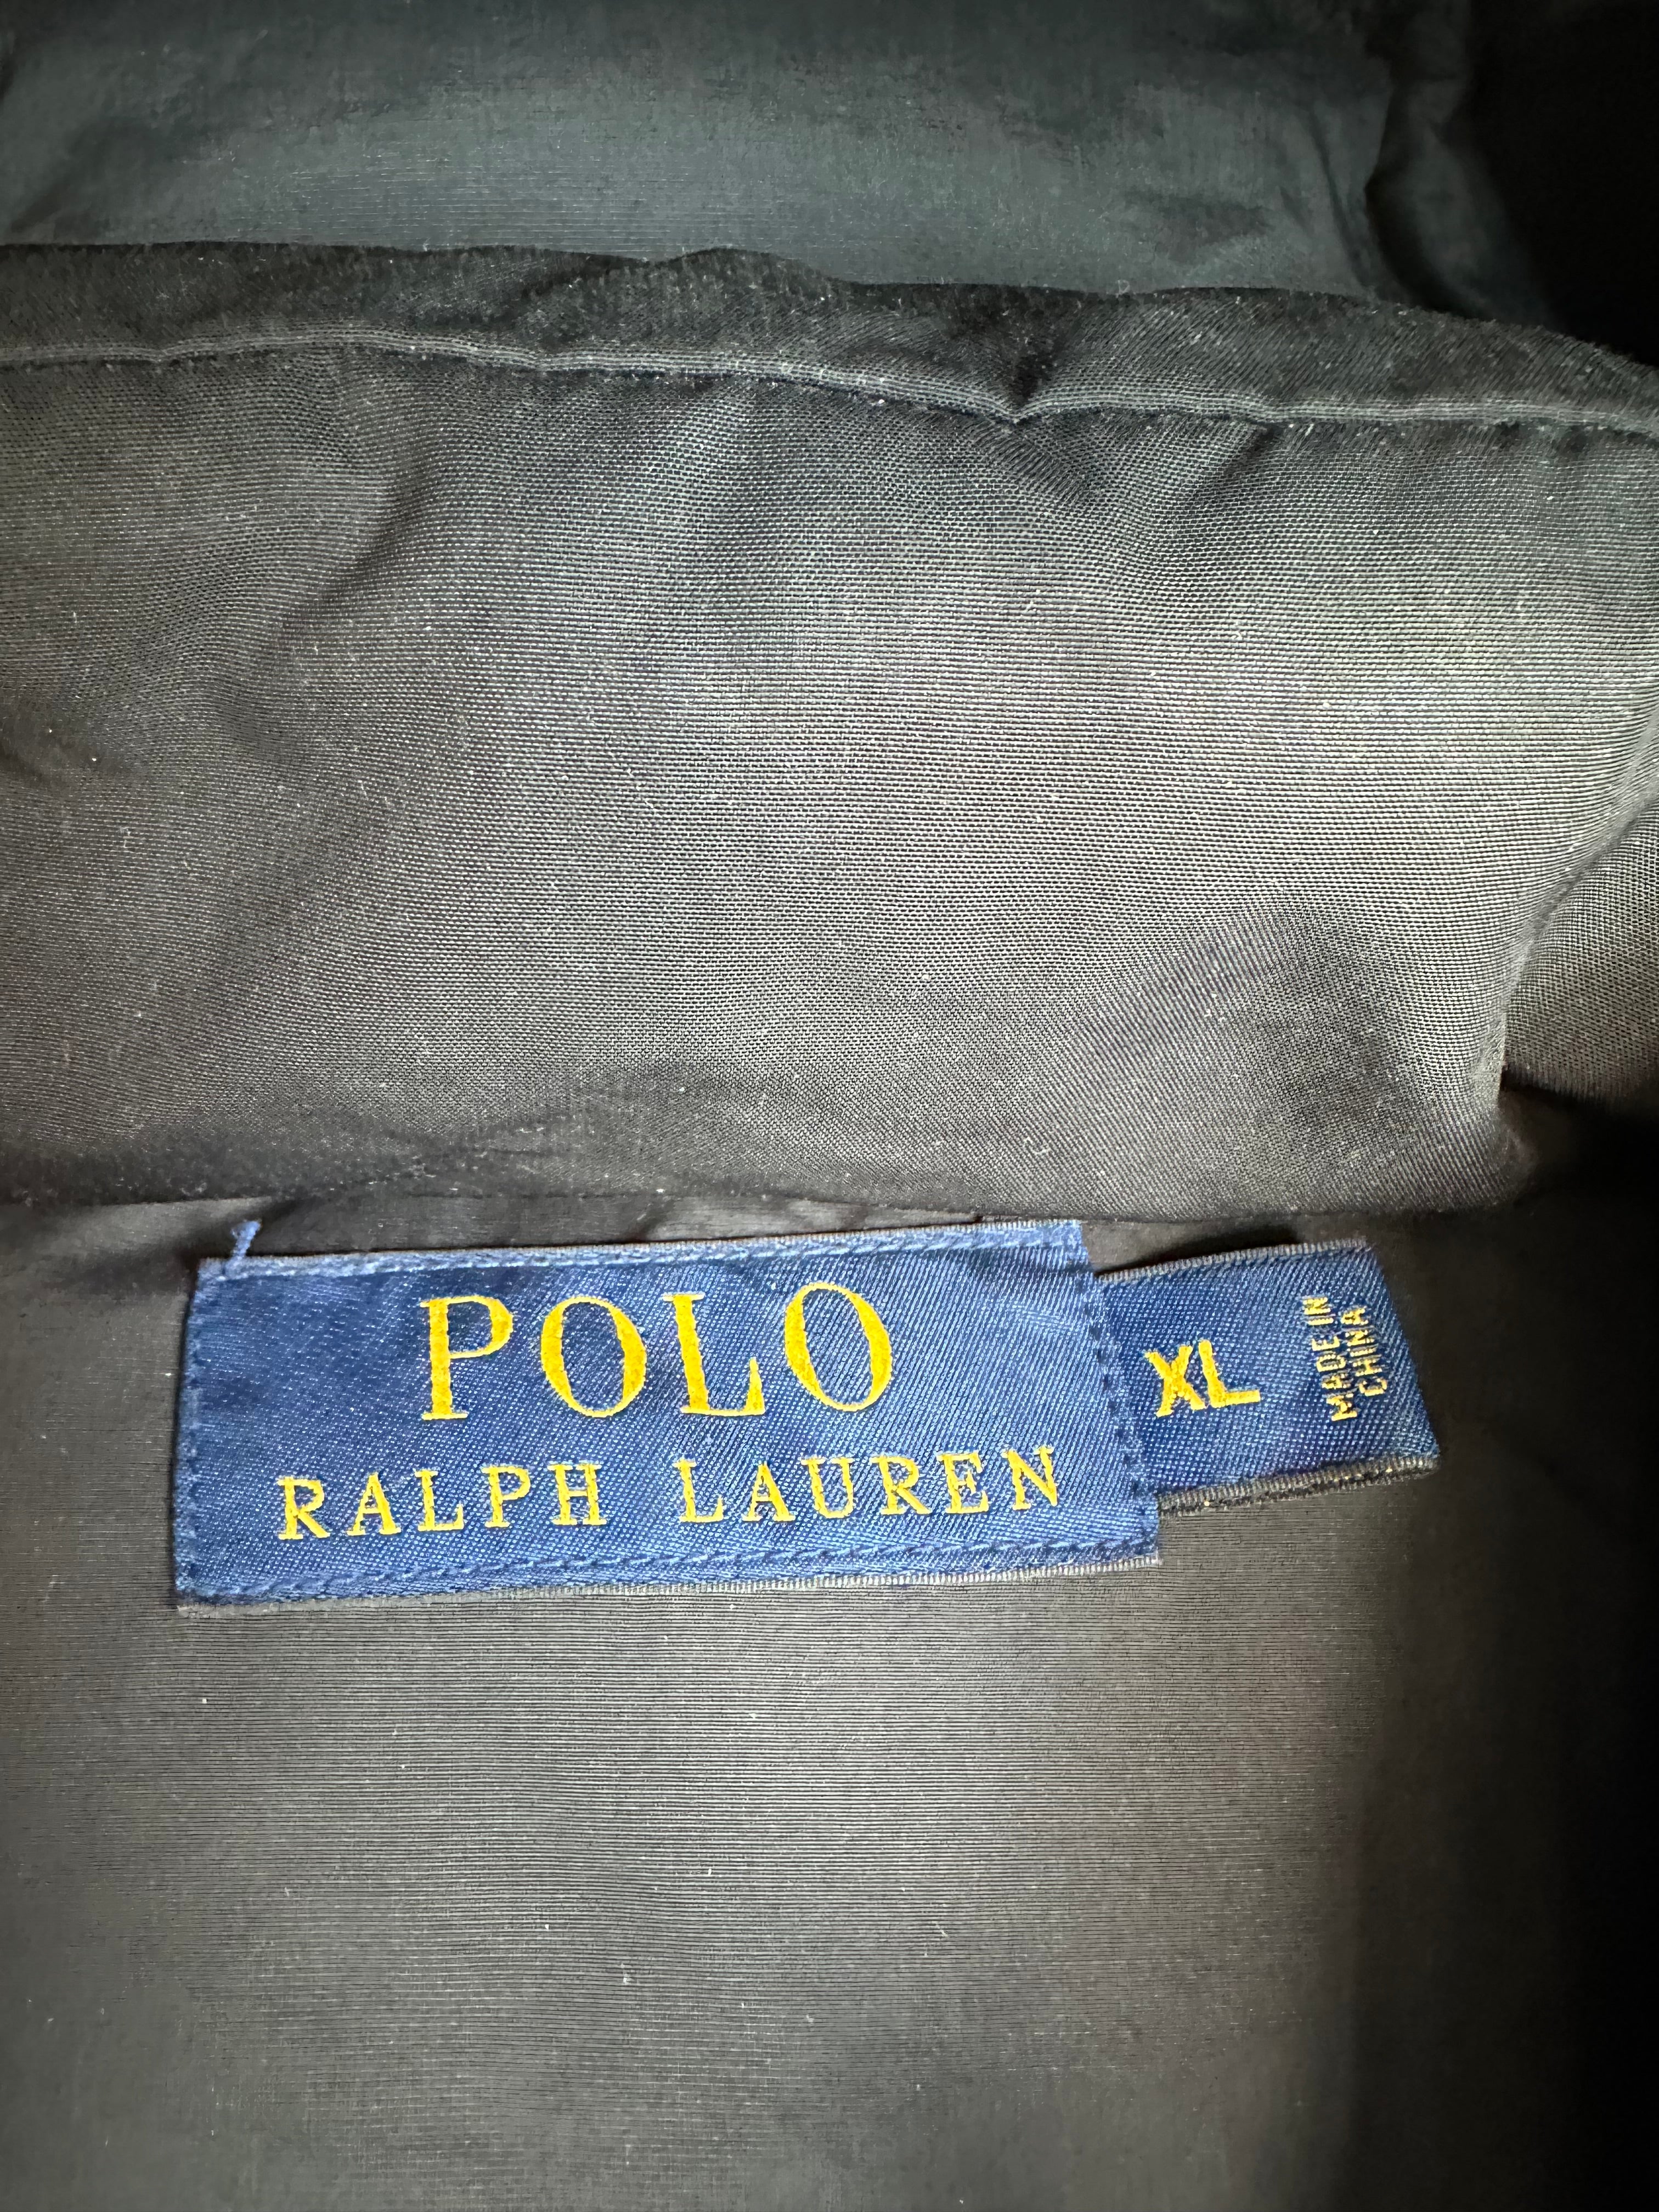 POLO
RALPH LAUREN
XL
MADE IN
CHINA